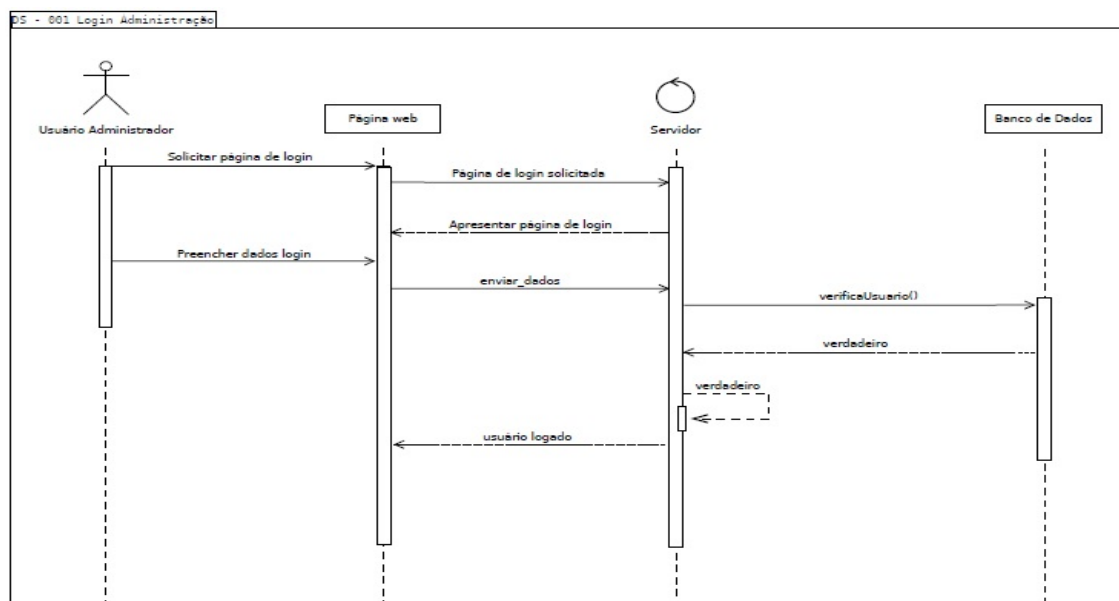 DS - 001 Login Administração
Usuário Administrador
Página web
Servidor
Banco de Dados
Solicitar página de login
Página de login solicitada
Apresentar página de login
Preencher dados login
enviar_dados
verificaUsuario()
verdadeiro
verdadeiro
usuário logado